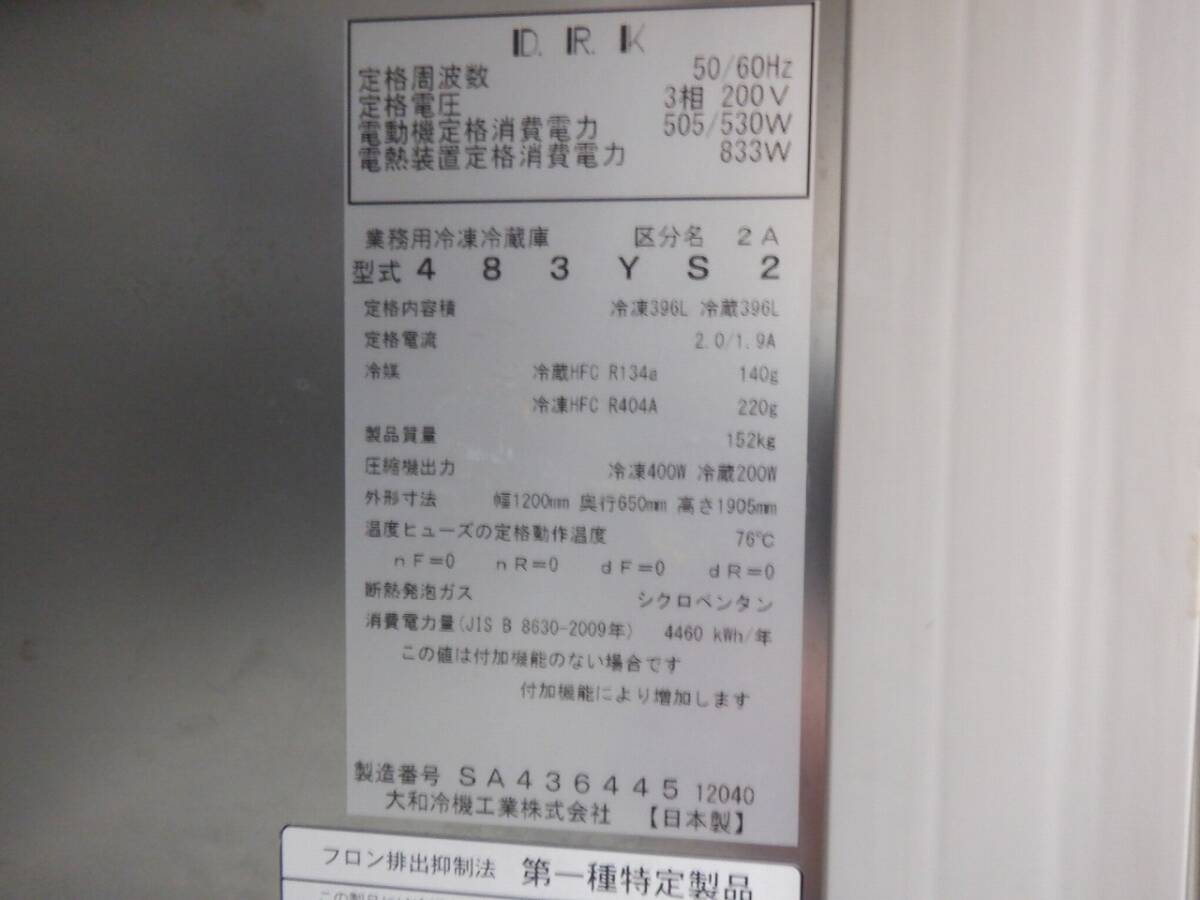 D. R. K
定格周波数 50/60Hz
定格電圧 3相 200V
電動機定格消費電力 505/530W
電熱装置定格消費電力 833W
業務用冷凍冷蔵庫 区分名 2A
型式 483YS2
定格内容積 冷凍396L 冷蔵396L
定格電流 2.0/1.9A
冷媒 冷蔵HFC R134a 140g
冷凍HFC R404A 220g
製品質量 152kg
圧縮機出力 冷凍400W 冷蔵200W
外形寸法 幅1200mm 奥行650mm 高さ1905mm
温度ヒューズの定格動作温度 76℃
nF=0 nR=0 dF=0 dR=0
断熱発泡ガス シクロペンタン
消費電力量(JIS B 8630-2009年) 4460 kWh/年
この値は付加機能のない場合です
付加機能により増加します
製造番号 SA436445 12040
大和冷機工業株式会社 【日本製】
フロン排出抑制法 第一種特定製品